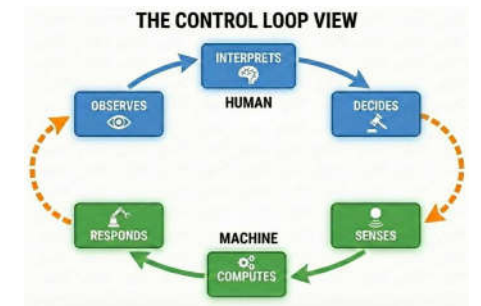 THE CONTROL LOOP VIEW
INTERPRETS
HUMAN
OBSERVES
DECIDES
RESPONDS
MACHINE
SENSES
COMPUTES